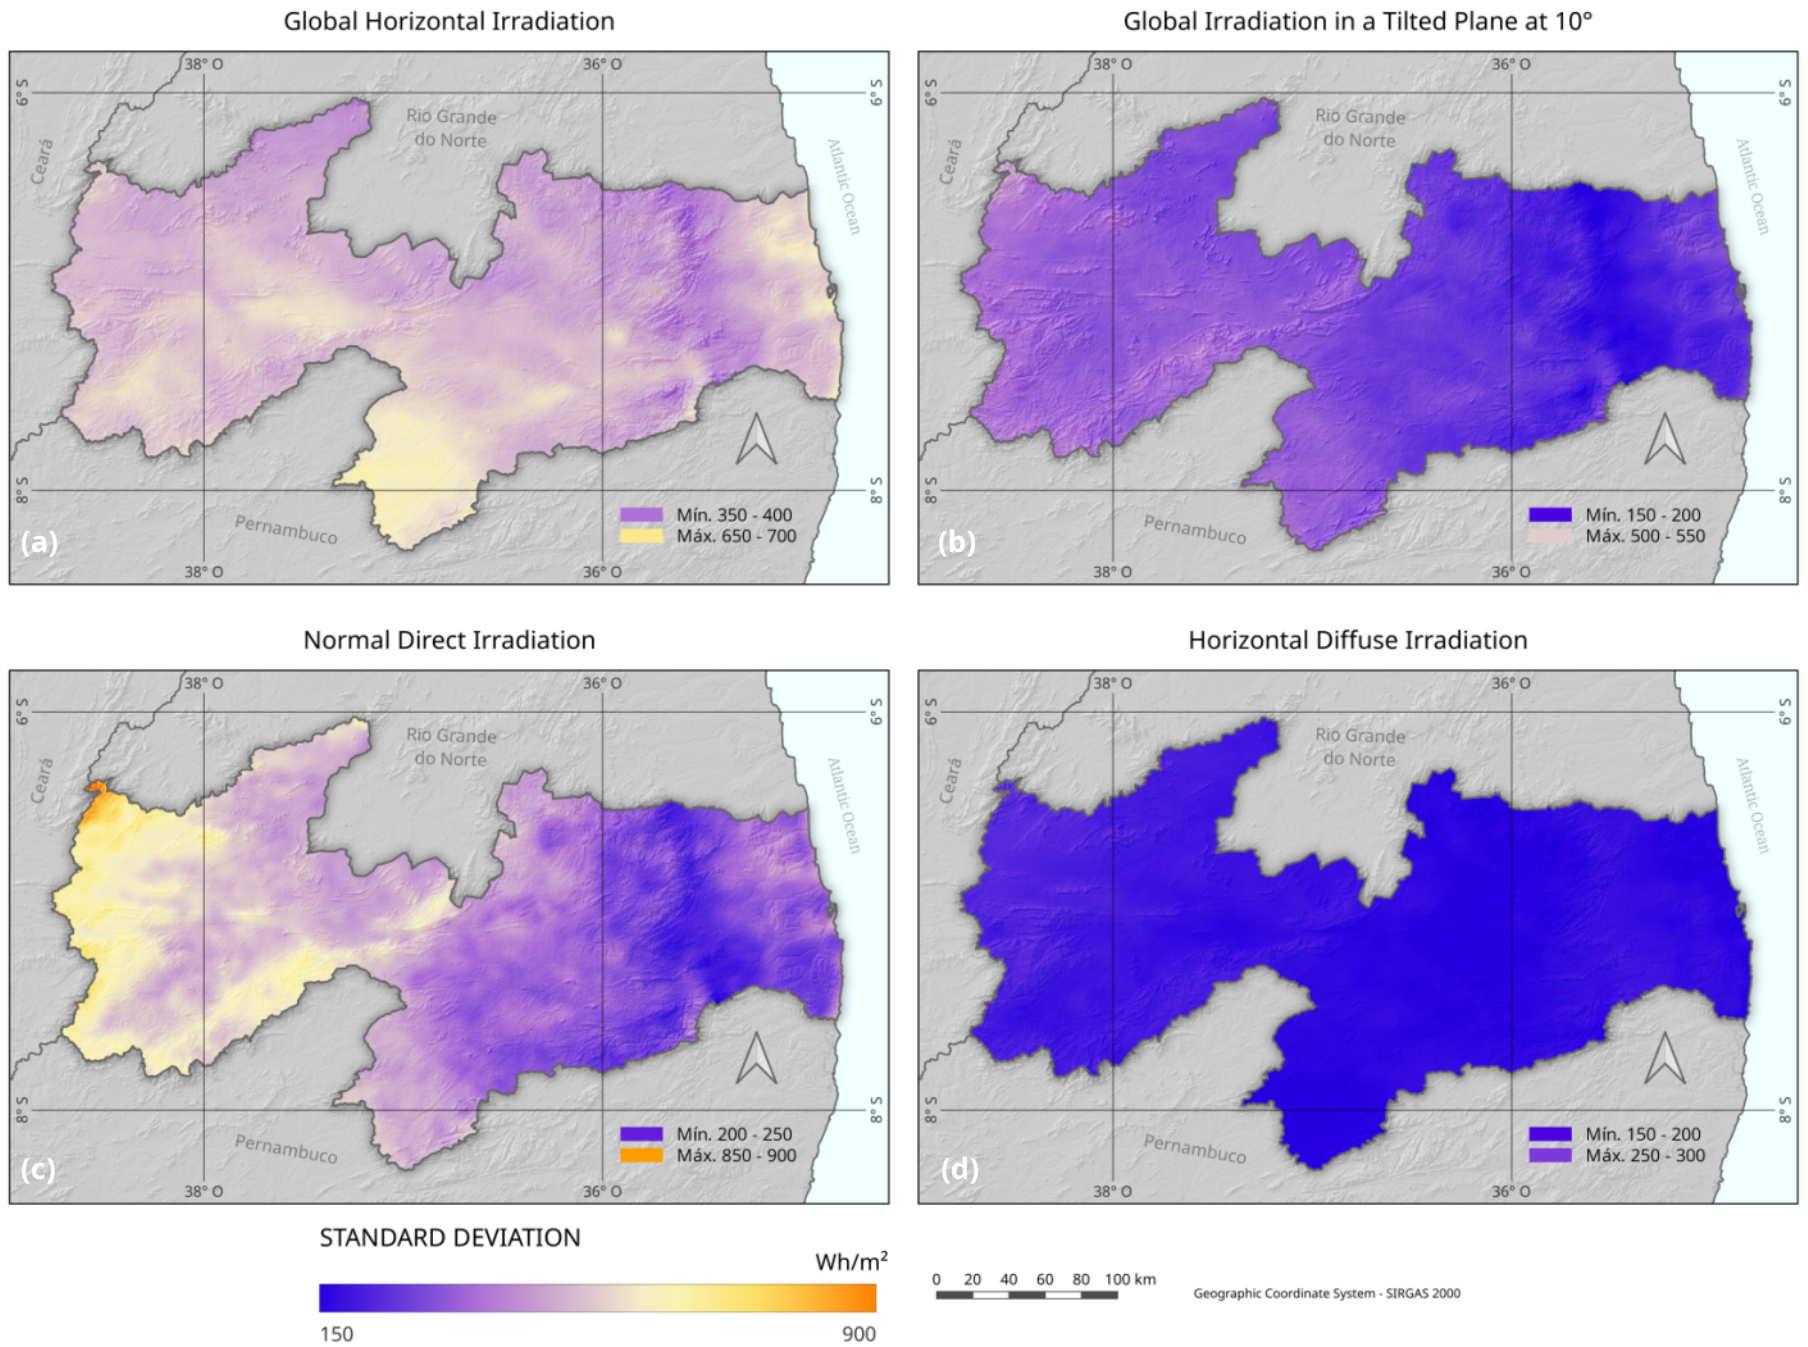 Global Horizontal Irradiation
38° O
36° O
6° S
6° S
Rio Grande
do Norte
Ceará
Atlantic Ocean
8° S
8° S
Mín. 350 - 400
Máx. 650 - 700
Pernambuco
(a)
38° O
36° O
Global Irradiation in a Tilted Plane at 10°
38° O
36° O
6° S
6° S
Rio Grande
do Norte
Ceará
Atlantic Ocean
8° S
8° S
Mín. 150 - 200
Máx. 500 - 550
Pernambuco
(b)
38° O
36° O
Normal Direct Irradiation
38° O
36° O
6° S
6° S
Rio Grande
do Norte
Ceará
Atlantic Ocean
8° S
8° S
Mín. 200 - 250
Máx. 850 - 900
Pernambuco
(c)
38° O
36° O
Horizontal Diffuse Irradiation
38° O
36° O
6° S
6° S
Rio Grande
do Norte
Ceará
Atlantic Ocean
8° S
8° S
Mín. 150 - 200
Máx. 250 - 300
Pernambuco
(d)
38° O
36° O
STANDARD DEVIATION
Wh/m²
150 900
0 20 40 60 80 100 km
Geographic Coordinate System - SIRGAS 2000